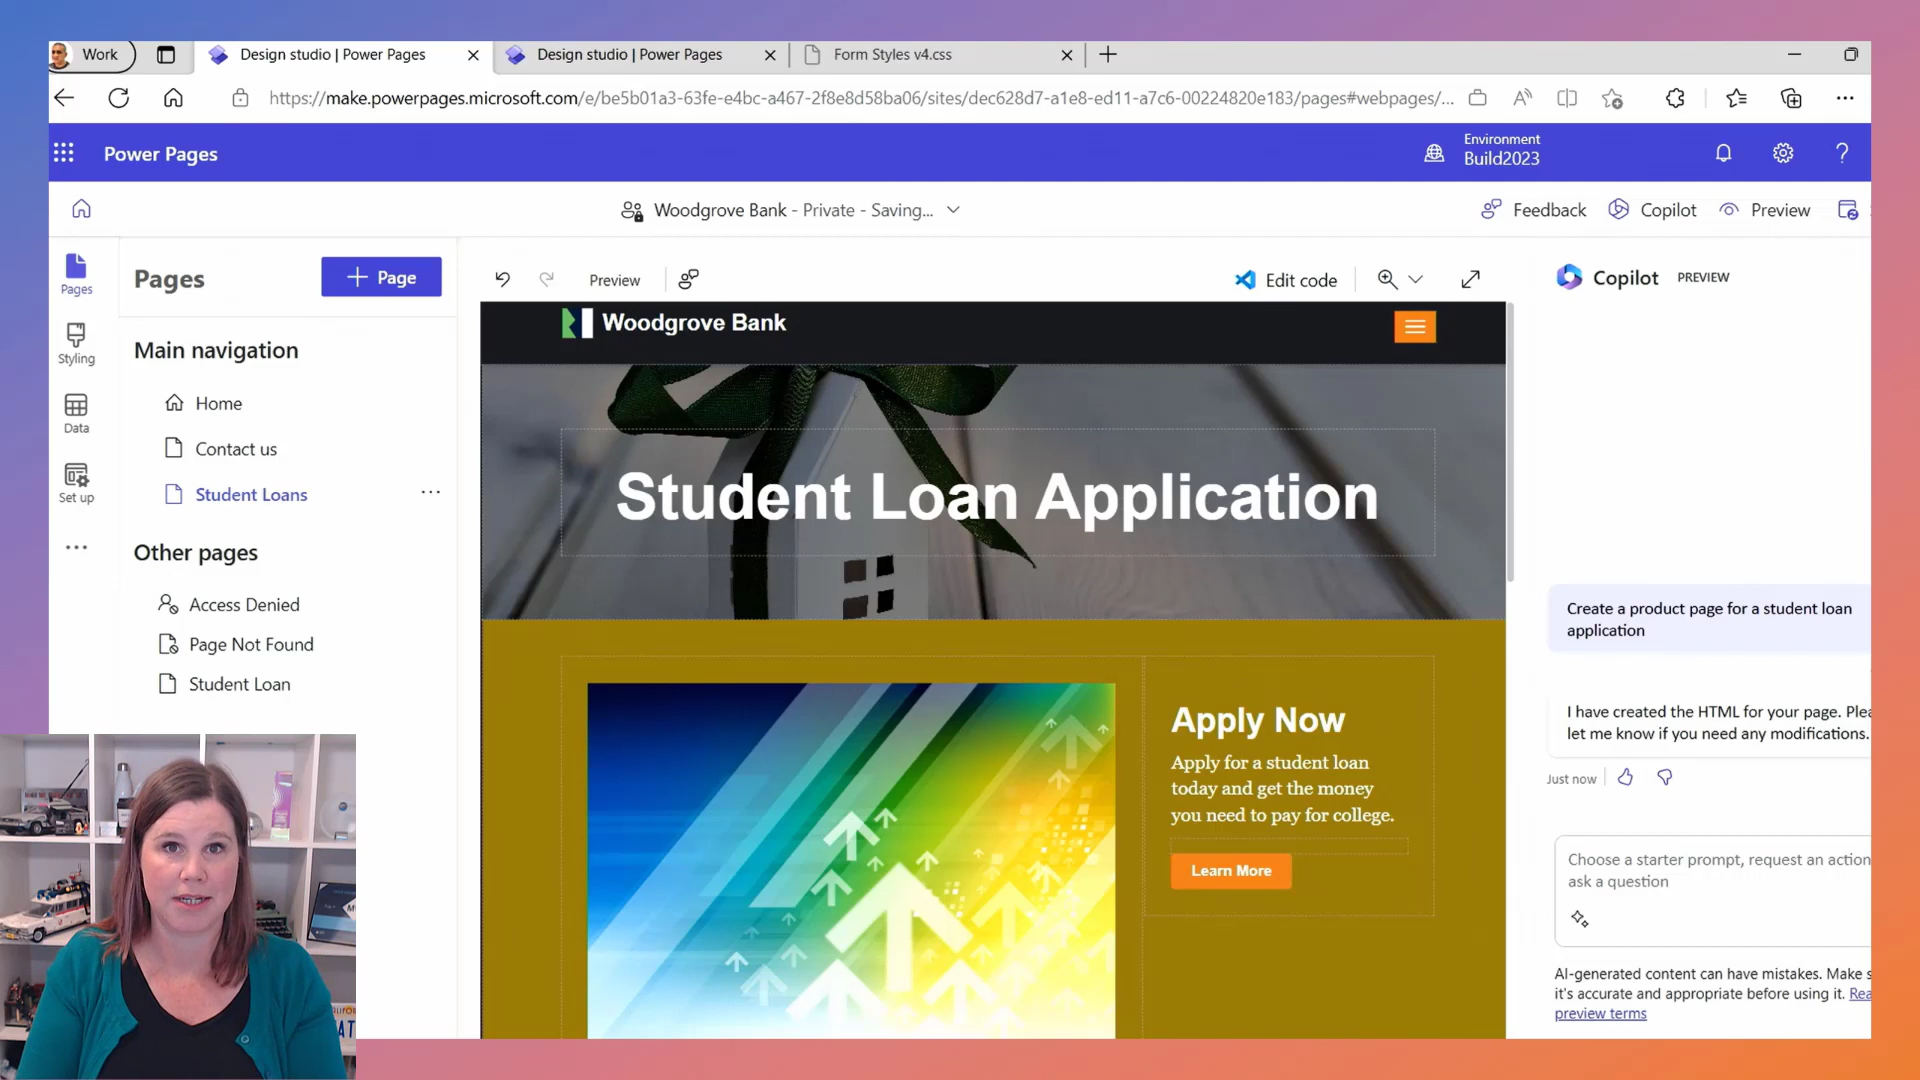 Work
Design studio | Power Pages
Design studio | Power Pages
Form Styles v4.css
https://make.powerpages.microsoft.com/e/be5b01a3-63fe-e4bc-a467-2f8e8d58ba06/sites/dec628d7-a1e8-ed11-a7c6-00224820e183/pages#webpages/...
Power Pages
Environment
Build2023
Woodgrove Bank - Private - Saving...
Feedback
Copilot
Preview
Pages
Styling
Data
Set up
Pages
Page
Main navigation
Home
Contact us
Student Loans
Other pages
Access Denied
Page Not Found
Student Loan
Preview
Edit code
Woodgrove Bank
Student Loan Application
Apply Now
Apply for a student loan
today and get the money
you need to pay for college.
Learn More
Copilot PREVIEW
Create a product page for a student loan
application
I have created the HTML for your page. Plea
let me know if you need any modifications.
Just now
Choose a starter prompt, request an action
ask a question
AI-generated content can have mistakes. Make s
it's accurate and appropriate before using it. Rea
preview terms